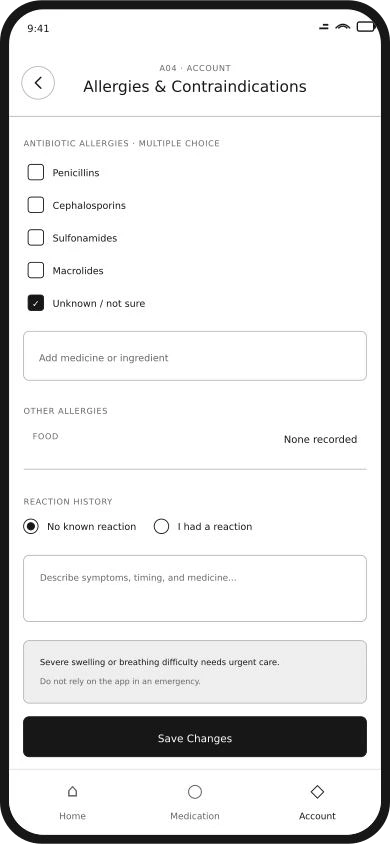 9:41
A04 · ACCOUNT
Allergies & Contraindications
ANTIBIOTIC ALLERGIES · MULTIPLE CHOICE
Penicillins
Cephalosporins
Sulfonamides
Macrolides
Unknown / not sure
Add medicine or ingredient
OTHER ALLERGIES
FOOD
None recorded
REACTION HISTORY
No known reaction
I had a reaction
Describe symptoms, timing, and medicine...
Severe swelling or breathing difficulty needs urgent care.
Do not rely on the app in an emergency.
Save Changes
Home
Medication
Account